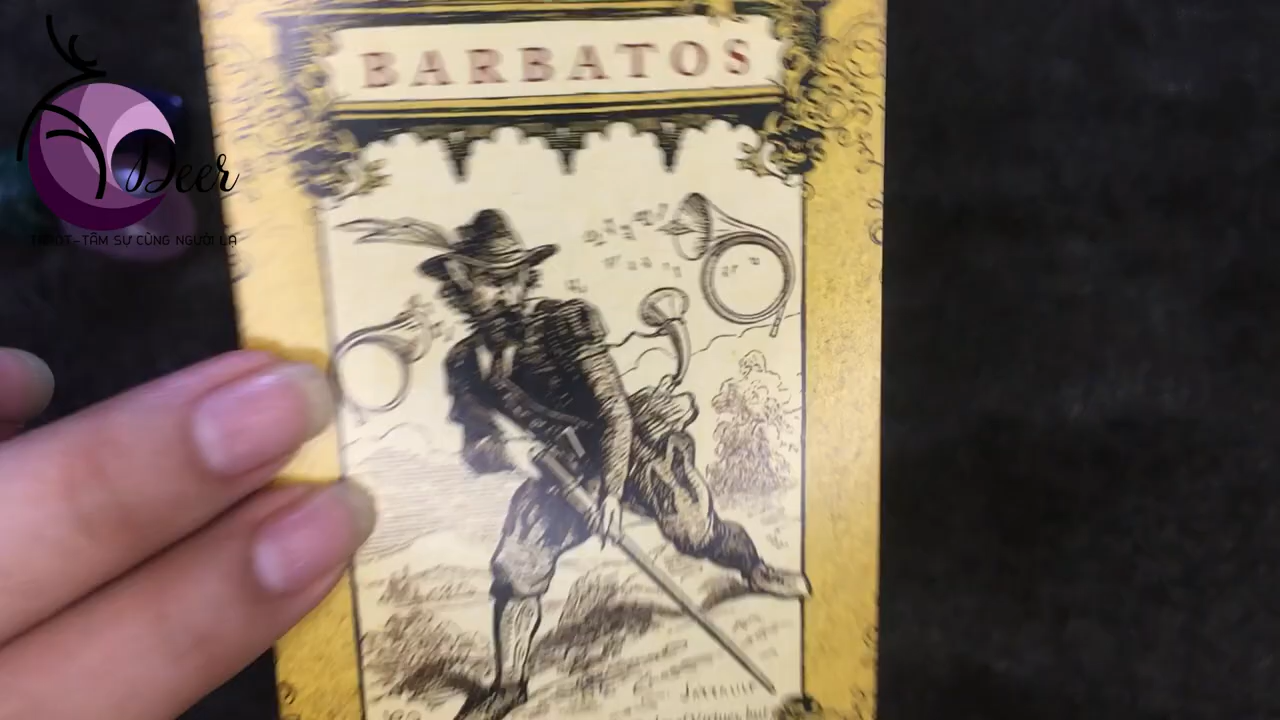 BARBATOS
Deer
TAROT-TÂM SỰ CÙNG NGƯỜI LẠ